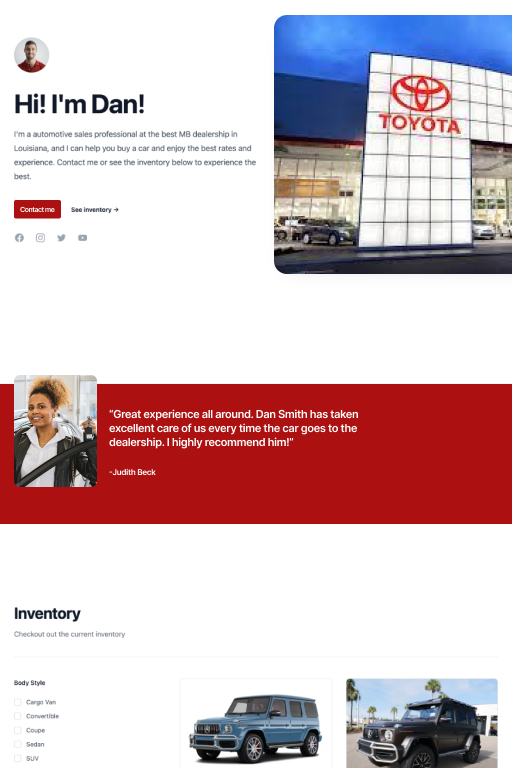 Hi! I'm Dan!
I'm a automotive sales professional at the best MB dealership in
Louisiana, and I can help you buy a car and enjoy the best rates and
experience. Contact me or see the inventory below to experience the
best.
Contact me
See inventory →
TOYOTA
“Great experience all around. Dan Smith has taken
excellent care of us every time the car goes to the
dealership. I highly recommend him!”
-Judith Beck
Inventory
Checkout out the current inventory
Body Style
Cargo Van
Convertible
Coupe
Sedan
SUV